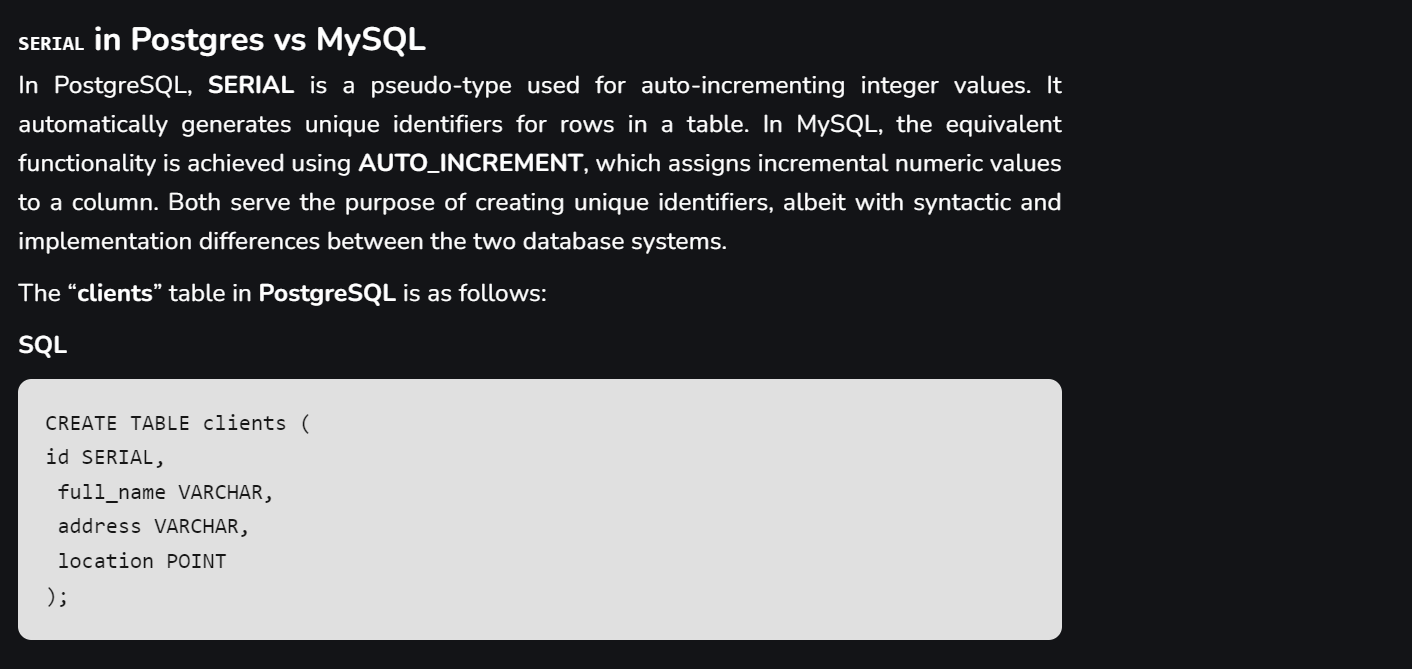 SERIAL in Postgres vs MySQL
In PostgreSQL, SERIAL is a pseudo-type used for auto-incrementing integer values. It
automatically generates unique identifiers for rows in a table. In MySQL, the equivalent
functionality is achieved using AUTO_INCREMENT, which assigns incremental numeric values
to a column. Both serve the purpose of creating unique identifiers, albeit with syntactic and
implementation differences between the two database systems.
The “clients” table in PostgreSQL is as follows:
SQL
CREATE TABLE clients (
id SERIAL,
 full_name VARCHAR,
 address VARCHAR,
 location POINT
);